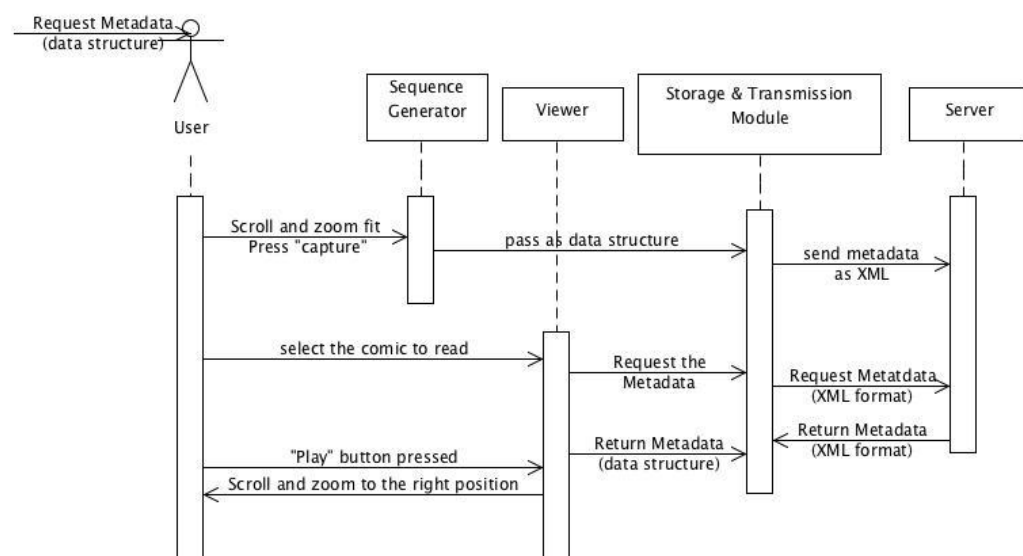 Request Metadata
(data structure)
User
Sequence
Generator
Viewer
Storage & Transmission
Module
Server
Scroll and zoom fit
Press "capture"
pass as data structure
send metadata
as XML
select the comic to read
Request the
Metadata
Request Metatdata
(XML format)
Return Metadata
(XML format)
"Play" button pressed
Return Metadata
(data structure)
Scroll and zoom to the right position